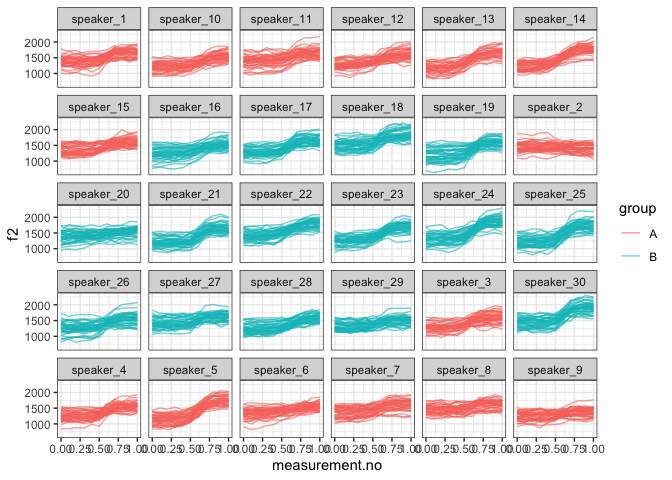 speaker_1 speaker_10 speaker_11 speaker_12 speaker_13 speaker_14
2000
1500
1000
speaker_15 speaker_16 speaker_17 speaker_18 speaker_19 speaker_2
2000
1500
1000
speaker_20 speaker_21 speaker_22 speaker_23 speaker_24 speaker_25
2000
1500
1000
speaker_26 speaker_27 speaker_28 speaker_29 speaker_3 speaker_30
2000
1500
1000
speaker_4 speaker_5 speaker_6 speaker_7 speaker_8 speaker_9
2000
1500
1000
0.00 0.25 0.50 0.75 1.00 0.00 0.25 0.50 0.75 1.00 0.00 0.25 0.50 0.75 1.00 0.00 0.25 0.50 0.75 1.00 0.00 0.25 0.50 0.75 1.00 0.00 0.25 0.50 0.75 1.00
measurement.no
f2
group
A
B